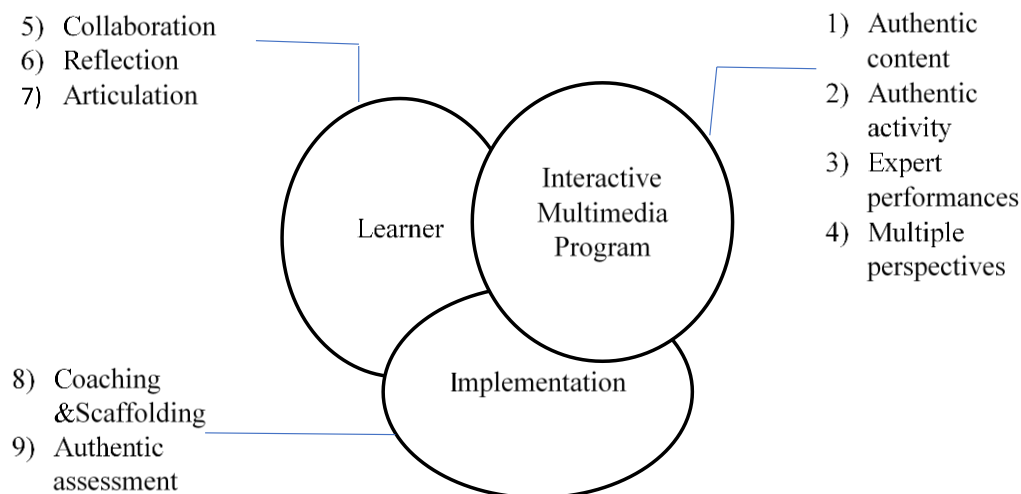 5) Collaboration
6) Reflection
7) Articulation
1) Authentic
content
2) Authentic
activity
3) Expert
performances
4) Multiple
perspectives
Learner
Interactive
Multimedia
Program
Implementation
8) Coaching
&Scaffolding
9) Authentic
assessment